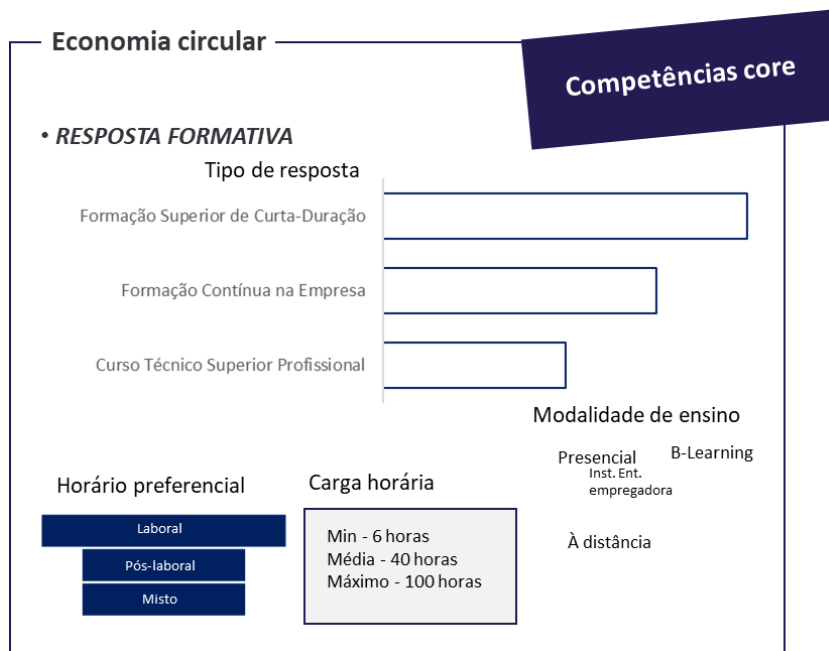 Economia circular
Competências core
• RESPOSTA FORMATIVA
Tipo de resposta
Formação Superior de Curta-Duração
Formação Contínua na Empresa
Curso Técnico Superior Profissional
Modalidade de ensino
Presencial
B-Learning
Inst. Ent.
empregadora
À distância
Horário preferencial
Laboral
Pós-laboral
Misto
Carga horária
Min - 6 horas
Média - 40 horas
Máximo - 100 horas